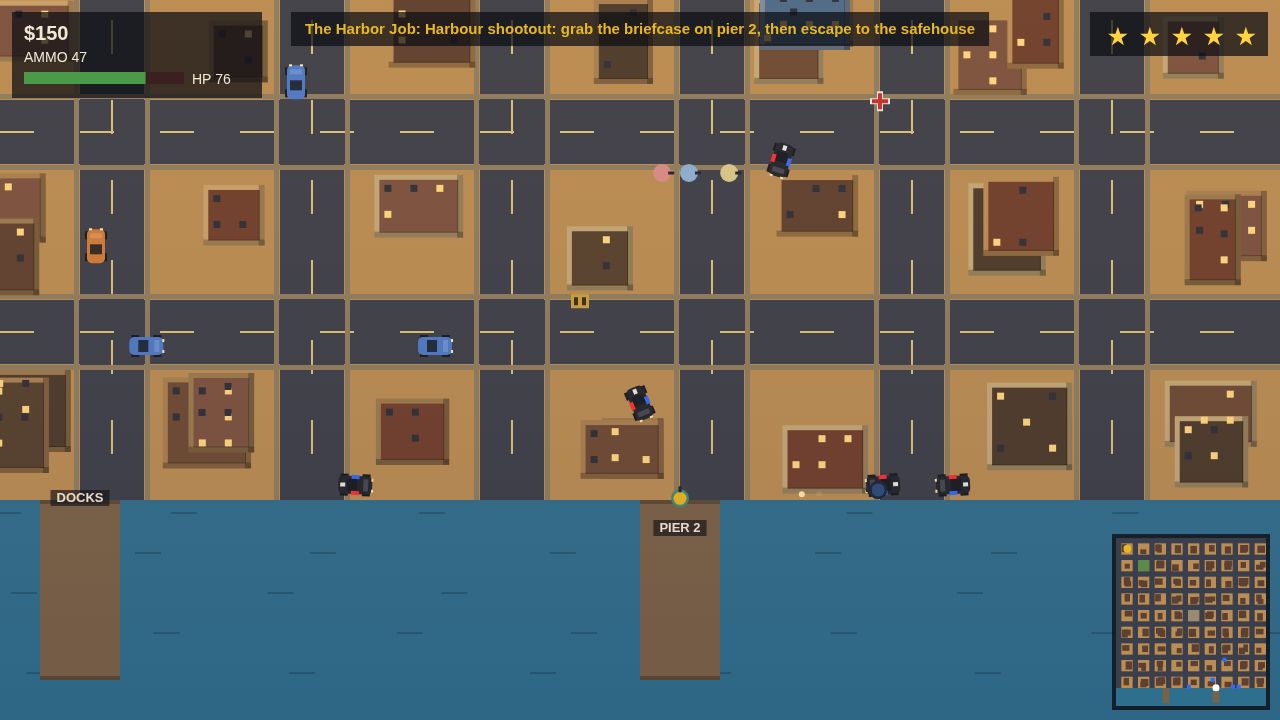 $150
AMMO 47
HP 76
The Harbor Job: Harbour shootout: grab the briefcase on pier 2, then escape to the safehouse
DOCKS
PIER 2